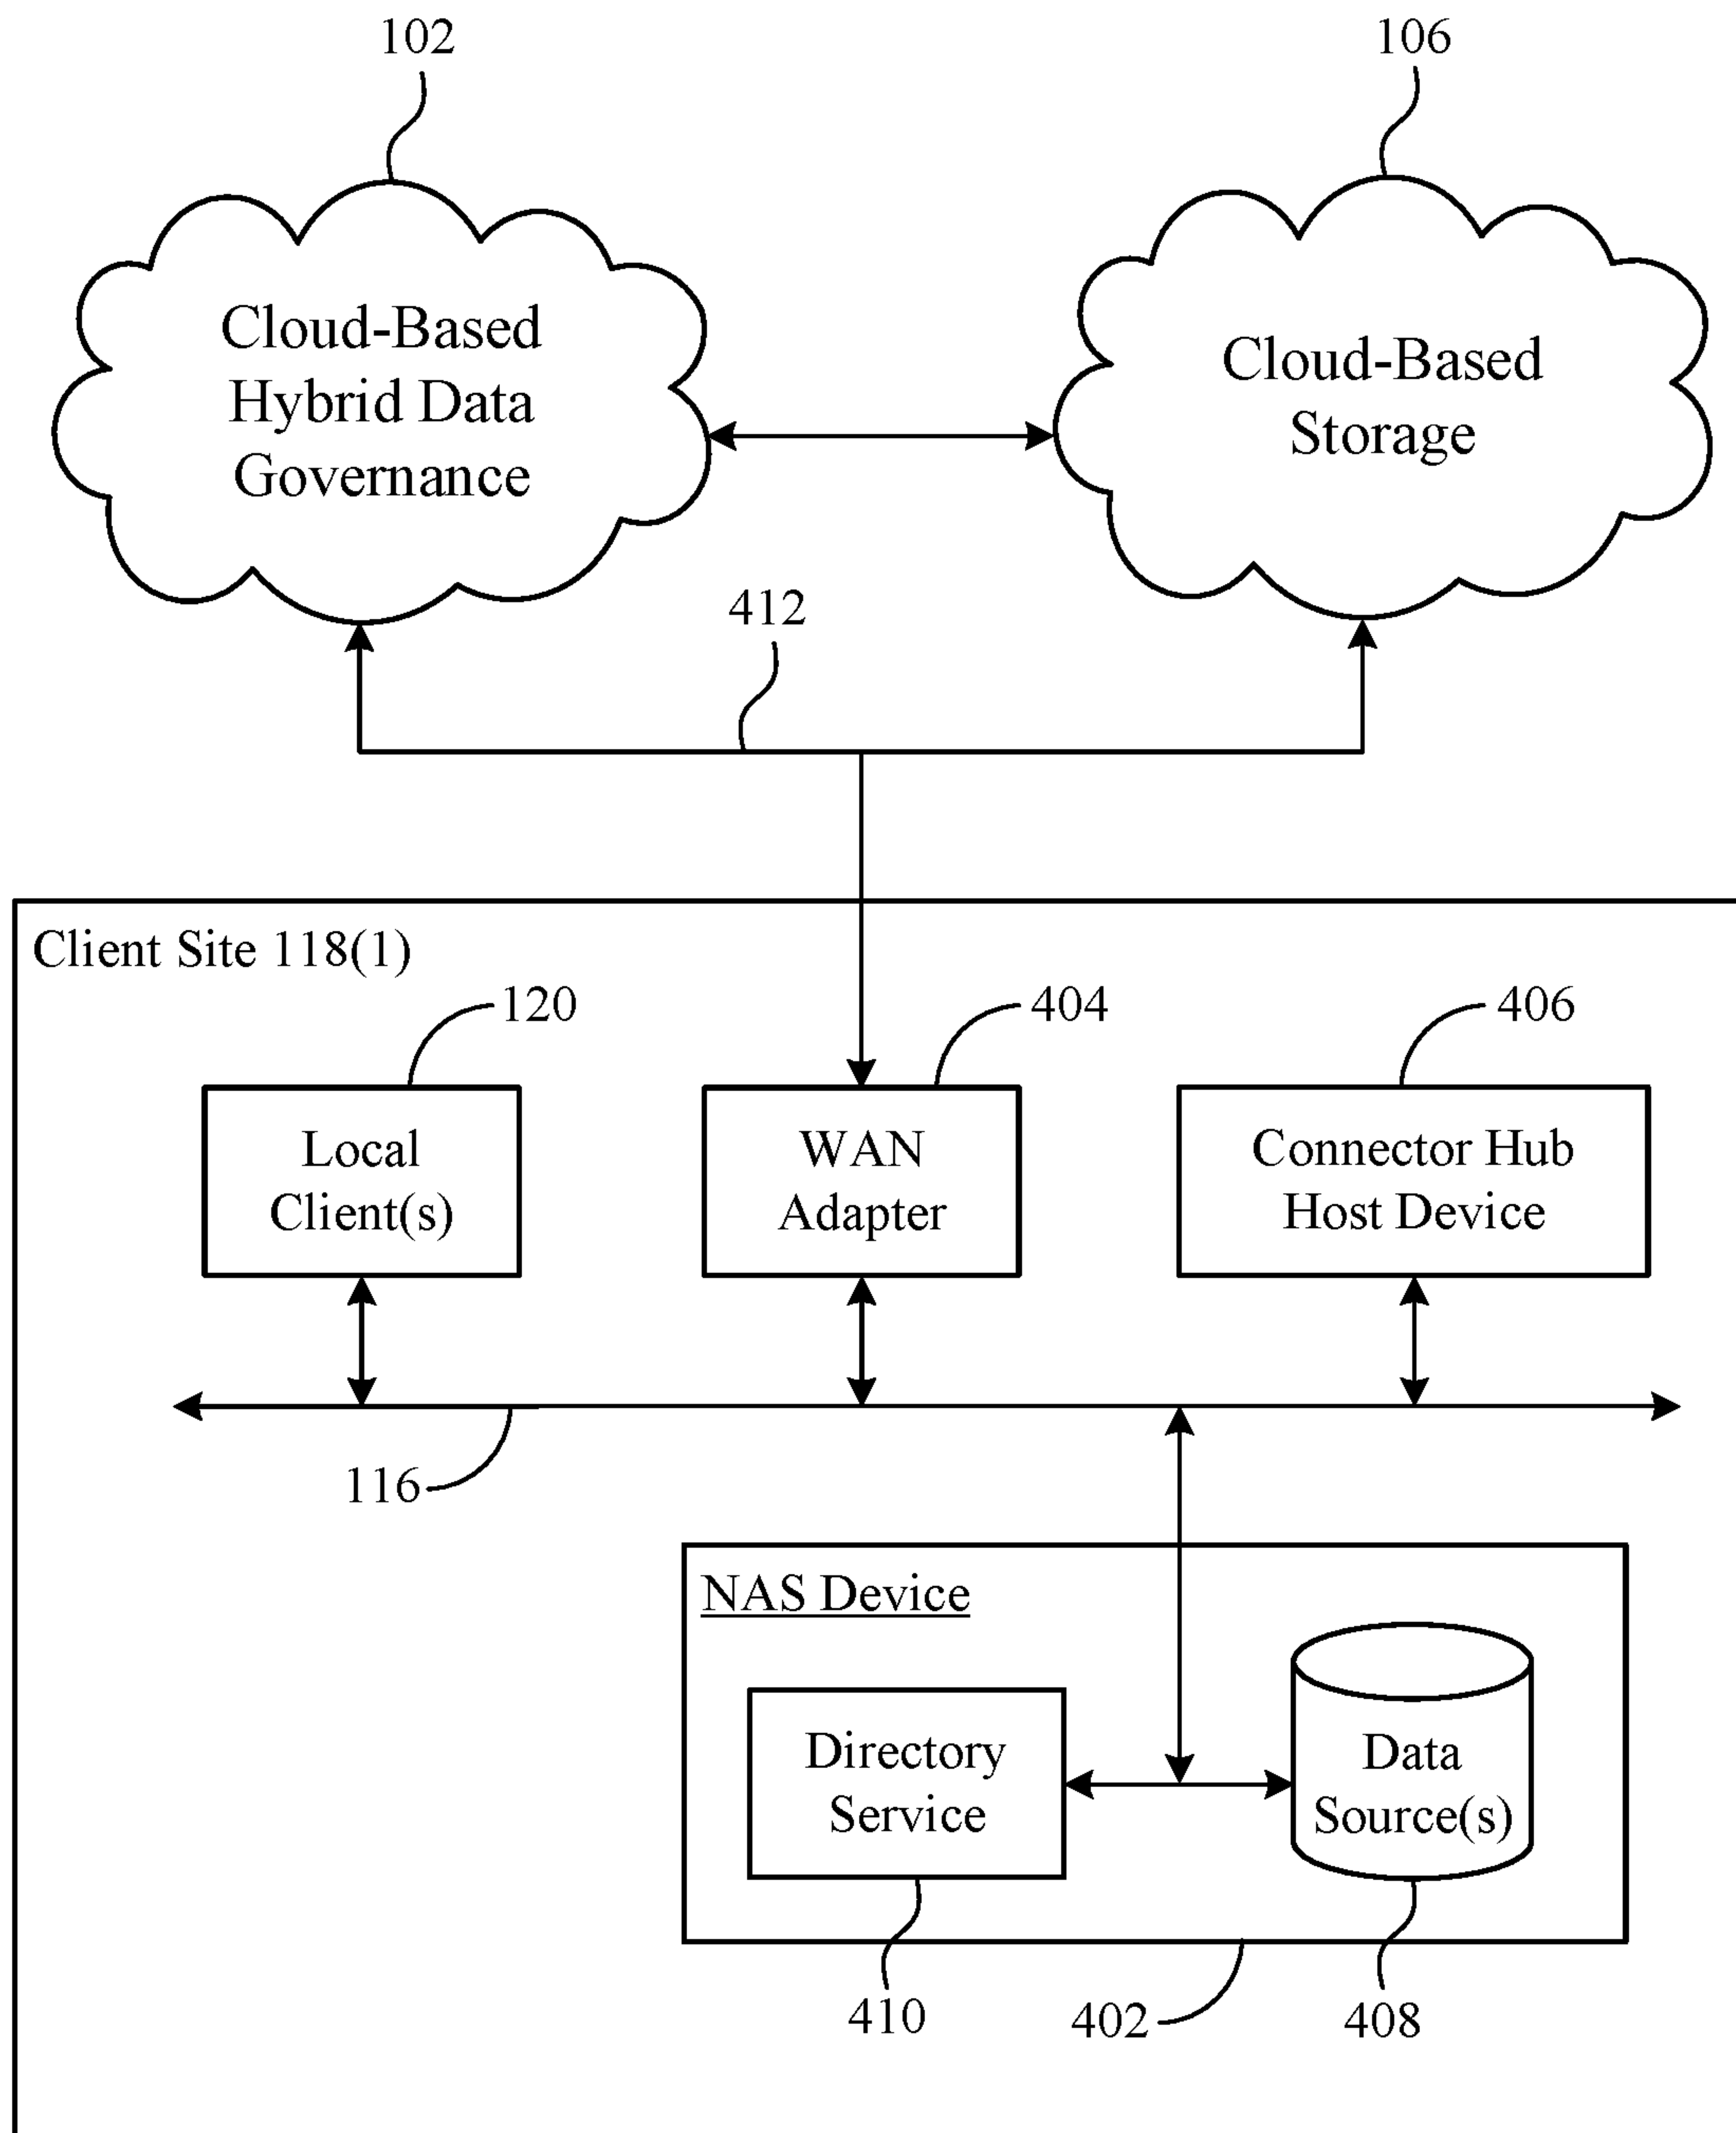 102
106
Cloud-Based
Hybrid Data
Governance
Cloud-Based
Storage
412
Client Site 118(1)
120
404
406
Local
Client(s)
WAN
Adapter
Connector Hub
Host Device
116
NAS Device
Directory
Service
Data
Source(s)
410
402
408